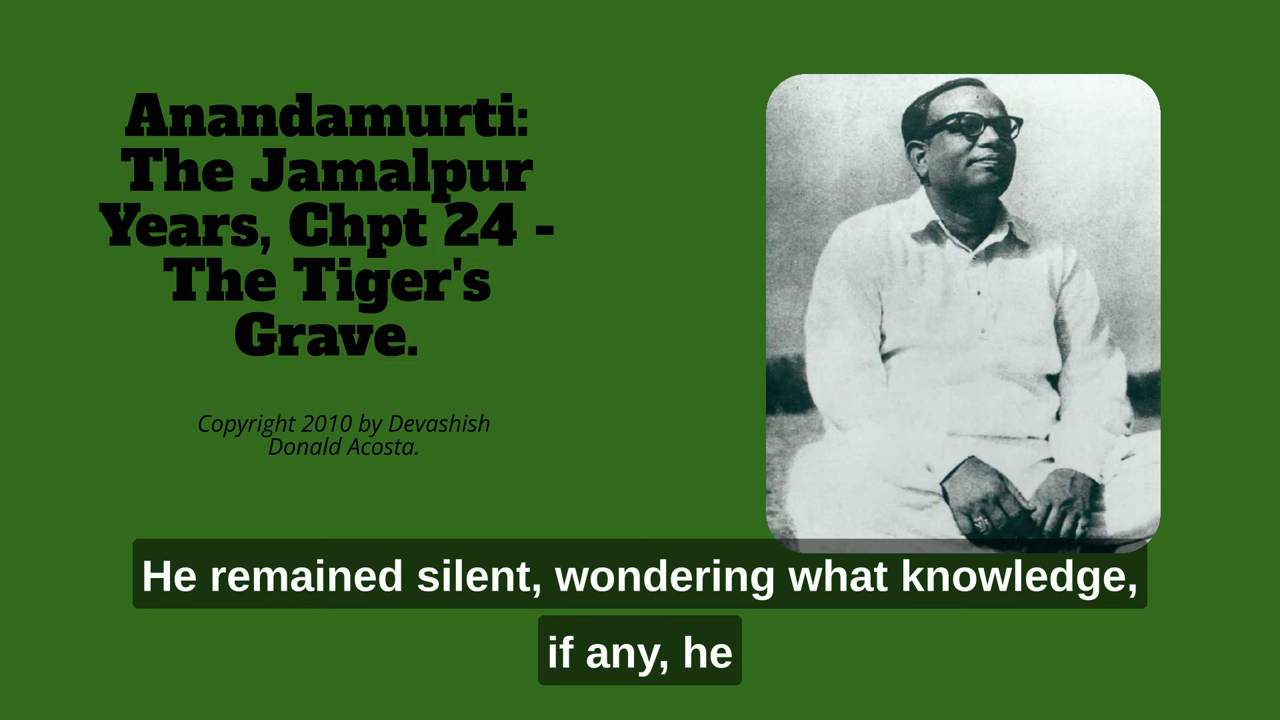 Anandamurti:
The Jamalpur
Years, Chpt 24 -
The Tiger's
Grave.
Copyright 2010 by Devashish
Donald Acosta.
He remained silent, wondering what knowledge,
if any, he